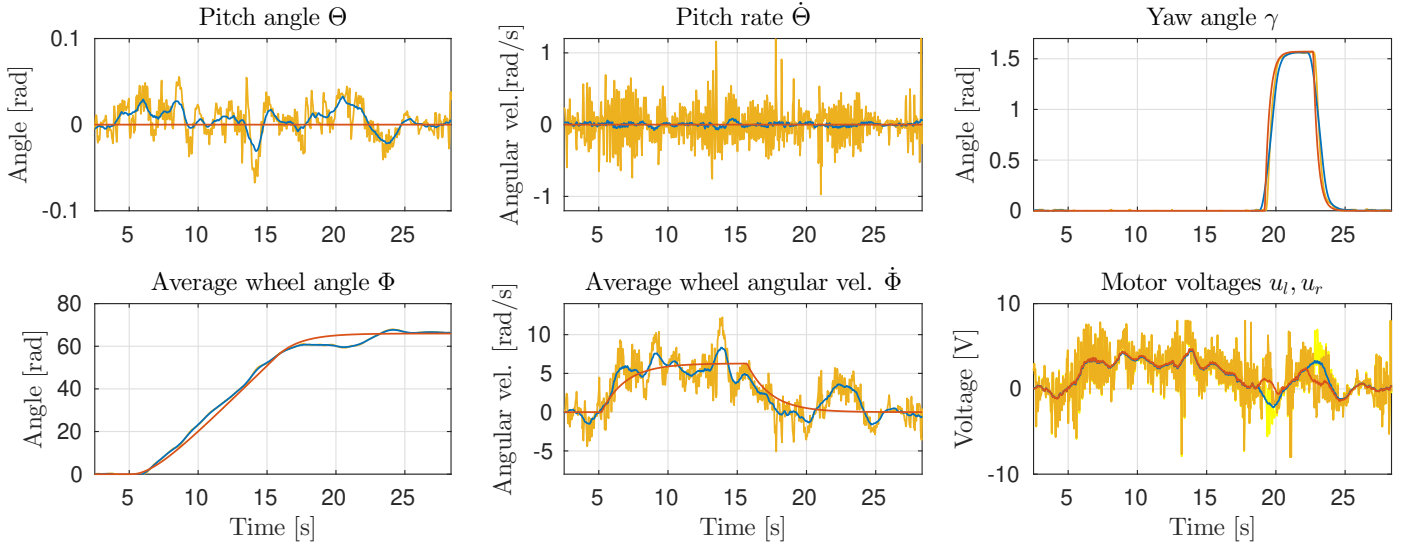 Pitch angle Θ
Pitch rate Θ̇
Yaw angle γ
Angle [rad]
0.1
0
-0.1
5 10 15 20 25
Angular vel.[rad/s]
1
0
-1
5 10 15 20 25
Angle [rad]
1.5
1
0.5
0
5 10 15 20 25
Average wheel angle Φ
Average wheel angular vel. Φ̇
Motor voltages u_l, u_r
Angle [rad]
80
60
40
20
0
5 10 15 20 25
Time [s]
Angular vel. [rad/s]
10
5
0
-5
5 10 15 20 25
Time [s]
Voltage [V]
10
0
-10
5 10 15 20 25
Time [s]